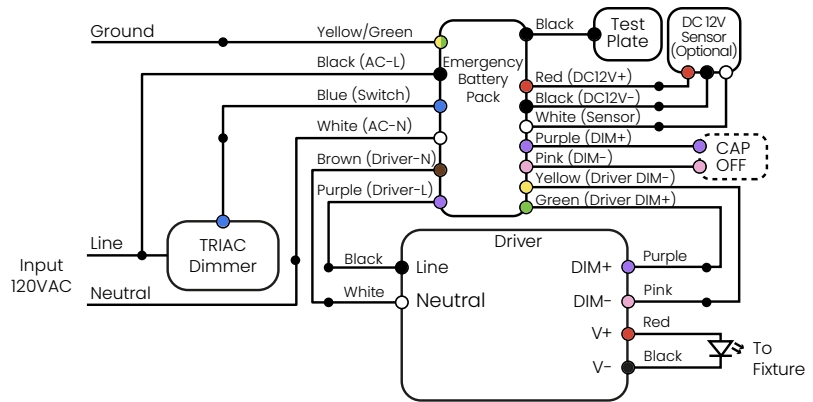 Ground
Yellow/Green
Black (AC-L)
Blue (Switch)
White (AC-N)
Brown (Driver-N)
Purple (Driver-L)
Emergency
Battery
Pack
Black
Test
Plate
DC 12V
Sensor
(Optional)
Red (DC12V+)
Black (DC12V-)
White (Sensor)
Purple (DIM+)
Pink (DIM-)
CAP
OFF
Yellow (Driver DIM-)
Green (Driver DIM+)
Input
120VAC
Line
Neutral
TRIAC
Dimmer
Black
White
Driver
Line
Neutral
DIM+
DIM-
V+
V-
Purple
Pink
Red
Black
To
Fixture